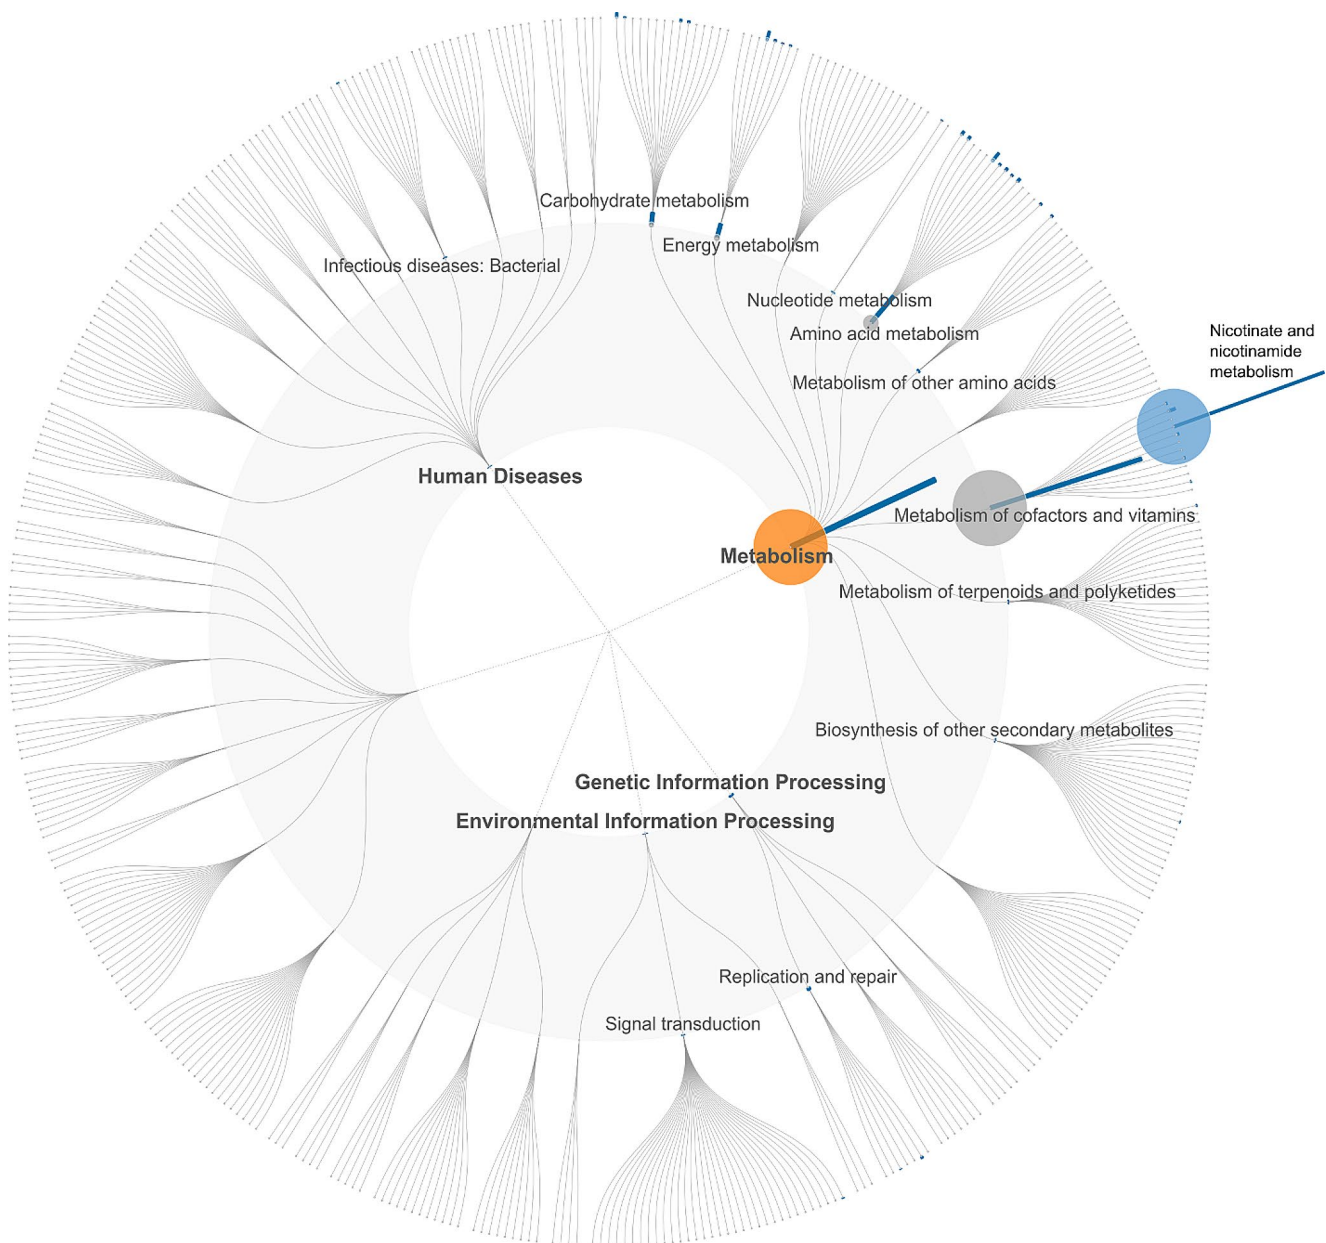 Carbohydrate metabolism
Energy metabolism
Infectious diseases: Bacterial
Nucleotide metabolism
Amino acid metabolism
Nicotinate and
nicotinamide
metabolism
Metabolism of other amino acids
Human Diseases
Metabolism of cofactors and vitamins
Metabolism
Metabolism of terpenoids and polyketides
Biosynthesis of other secondary metabolites
Genetic Information Processing
Environmental Information Processing
Replication and repair
Signal transduction